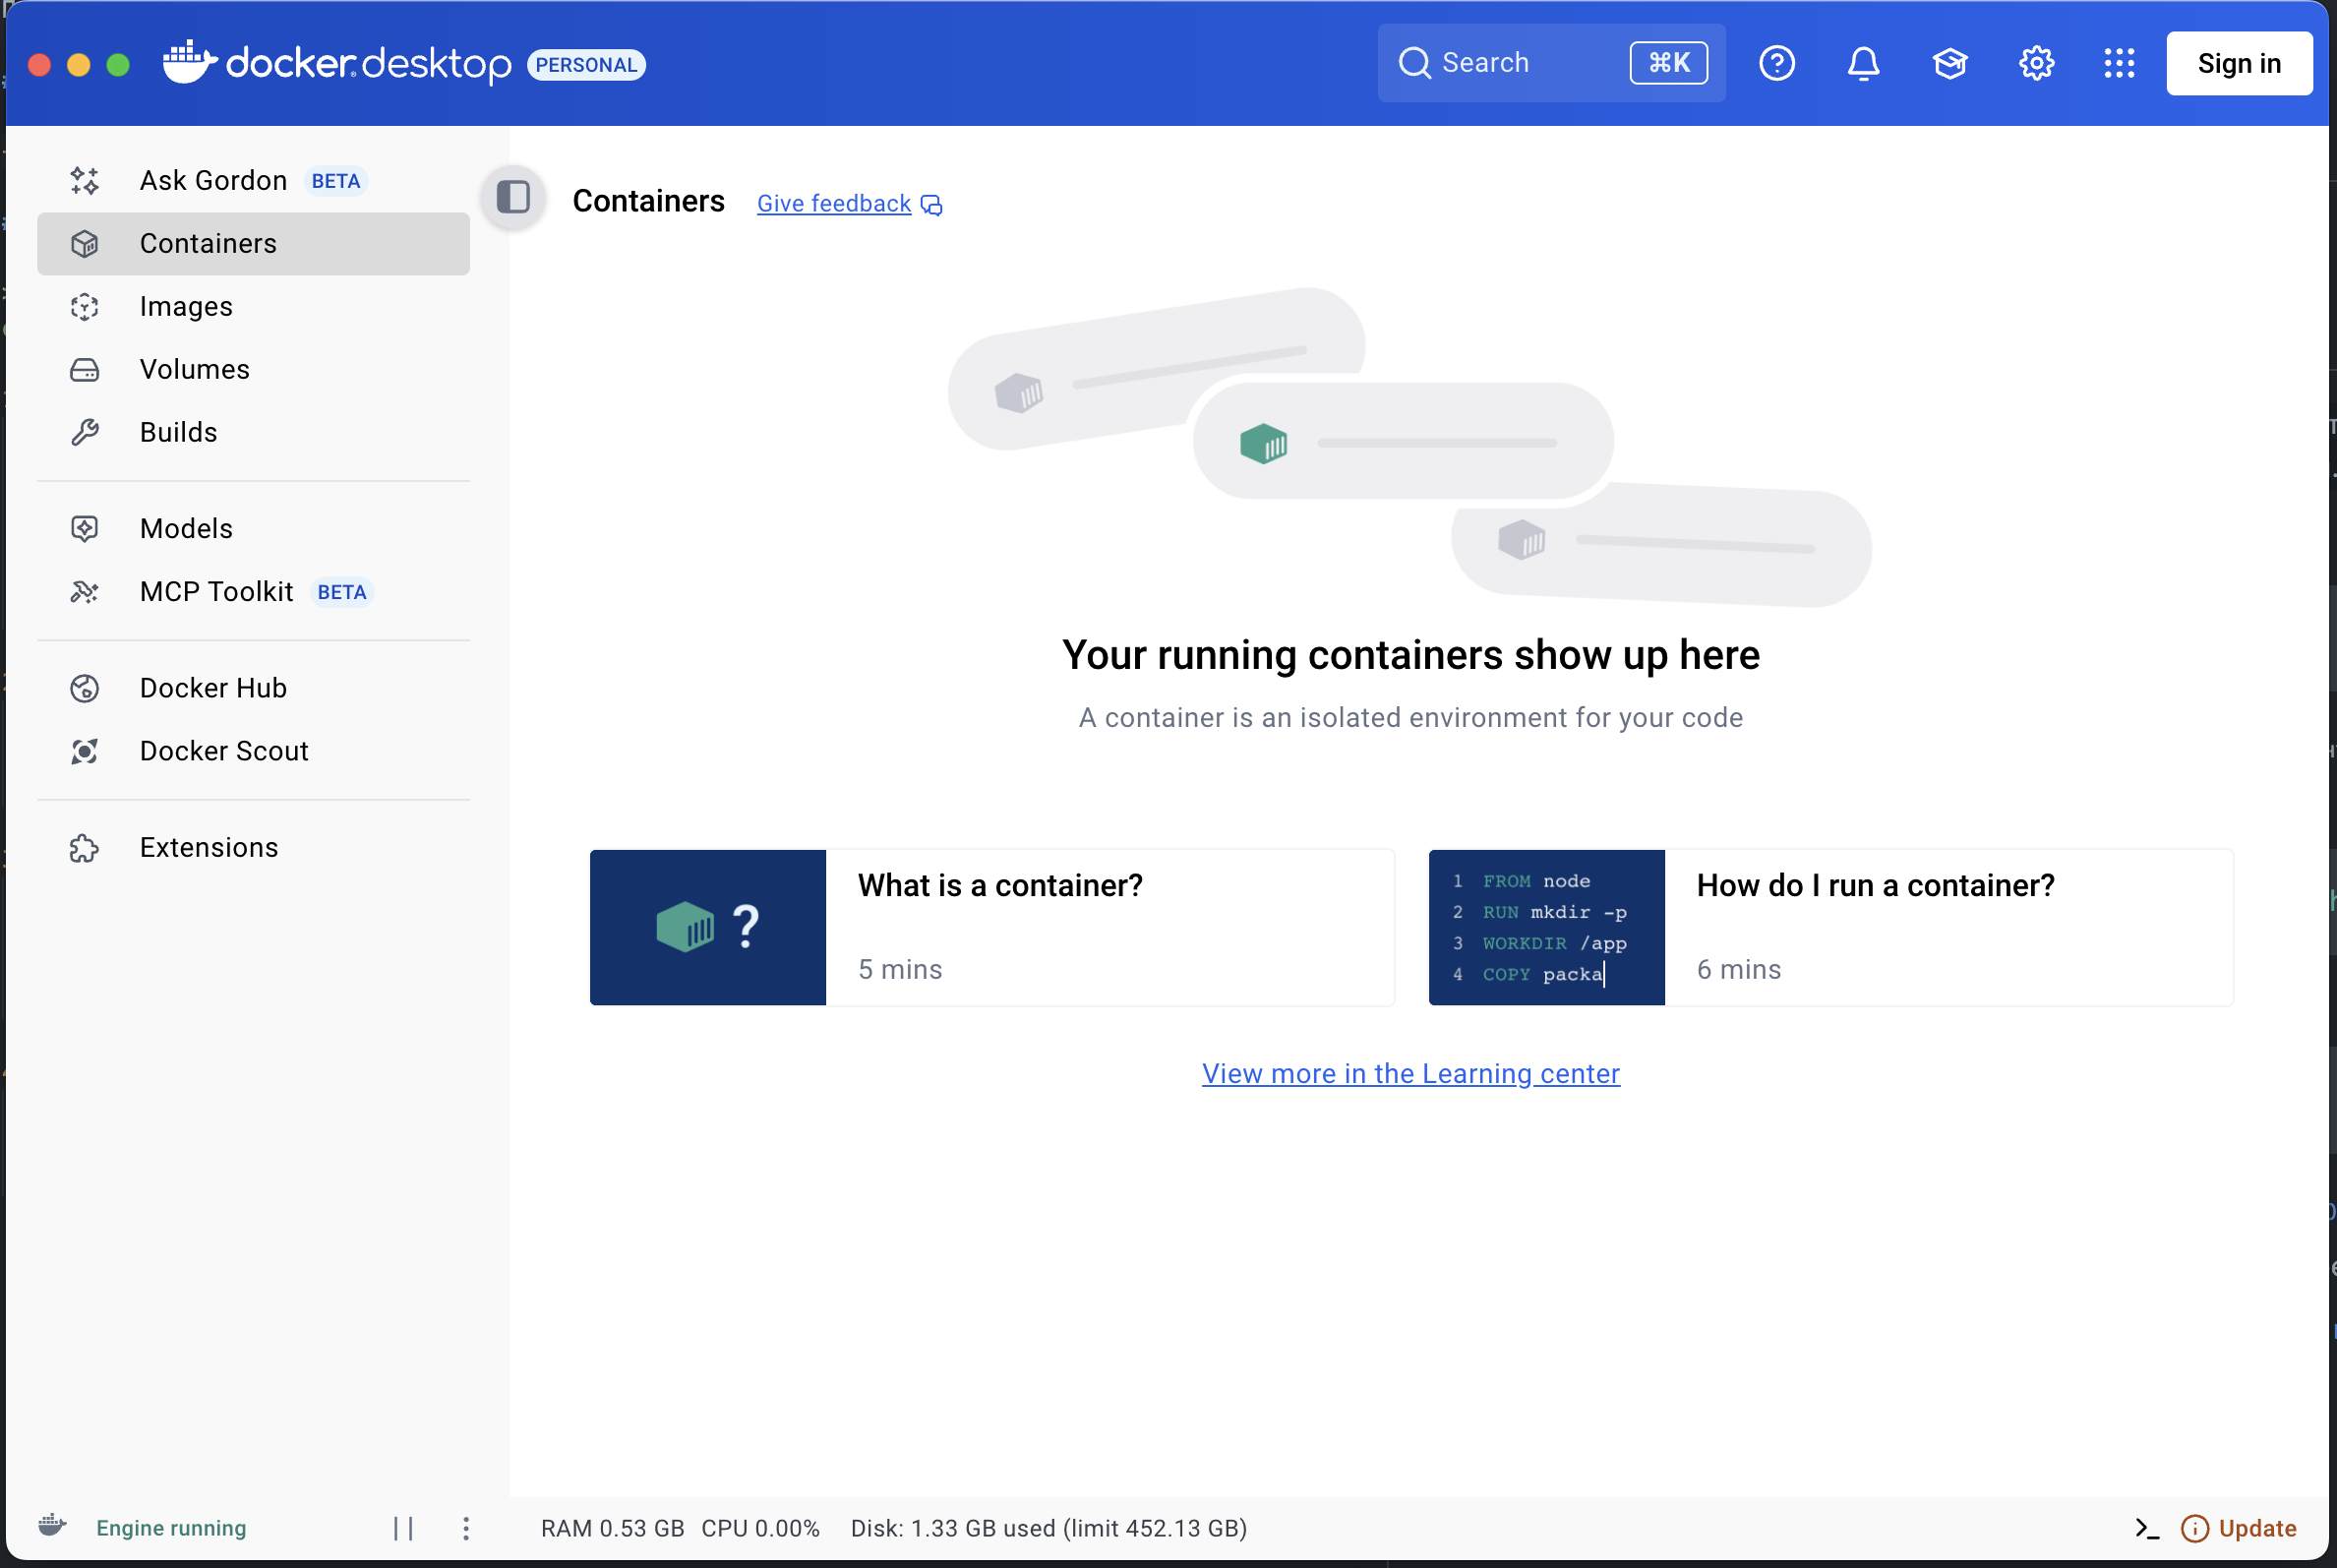 docker desktop PERSONAL
Search ⌘K
Sign in
Ask Gordon BETA
Containers
Images
Volumes
Builds
Models
MCP Toolkit BETA
Docker Hub
Docker Scout
Extensions
Containers Give feedback
Your running containers show up here
A container is an isolated environment for your code
?
What is a container?
5 mins
1 FROM node
2 RUN mkdir -p
3 WORKDIR /app
4 COPY packa
How do I run a container?
6 mins
View more in the Learning center
Engine running
RAM 0.53 GB CPU 0.00% Disk: 1.33 GB used (limit 452.13 GB)
Update